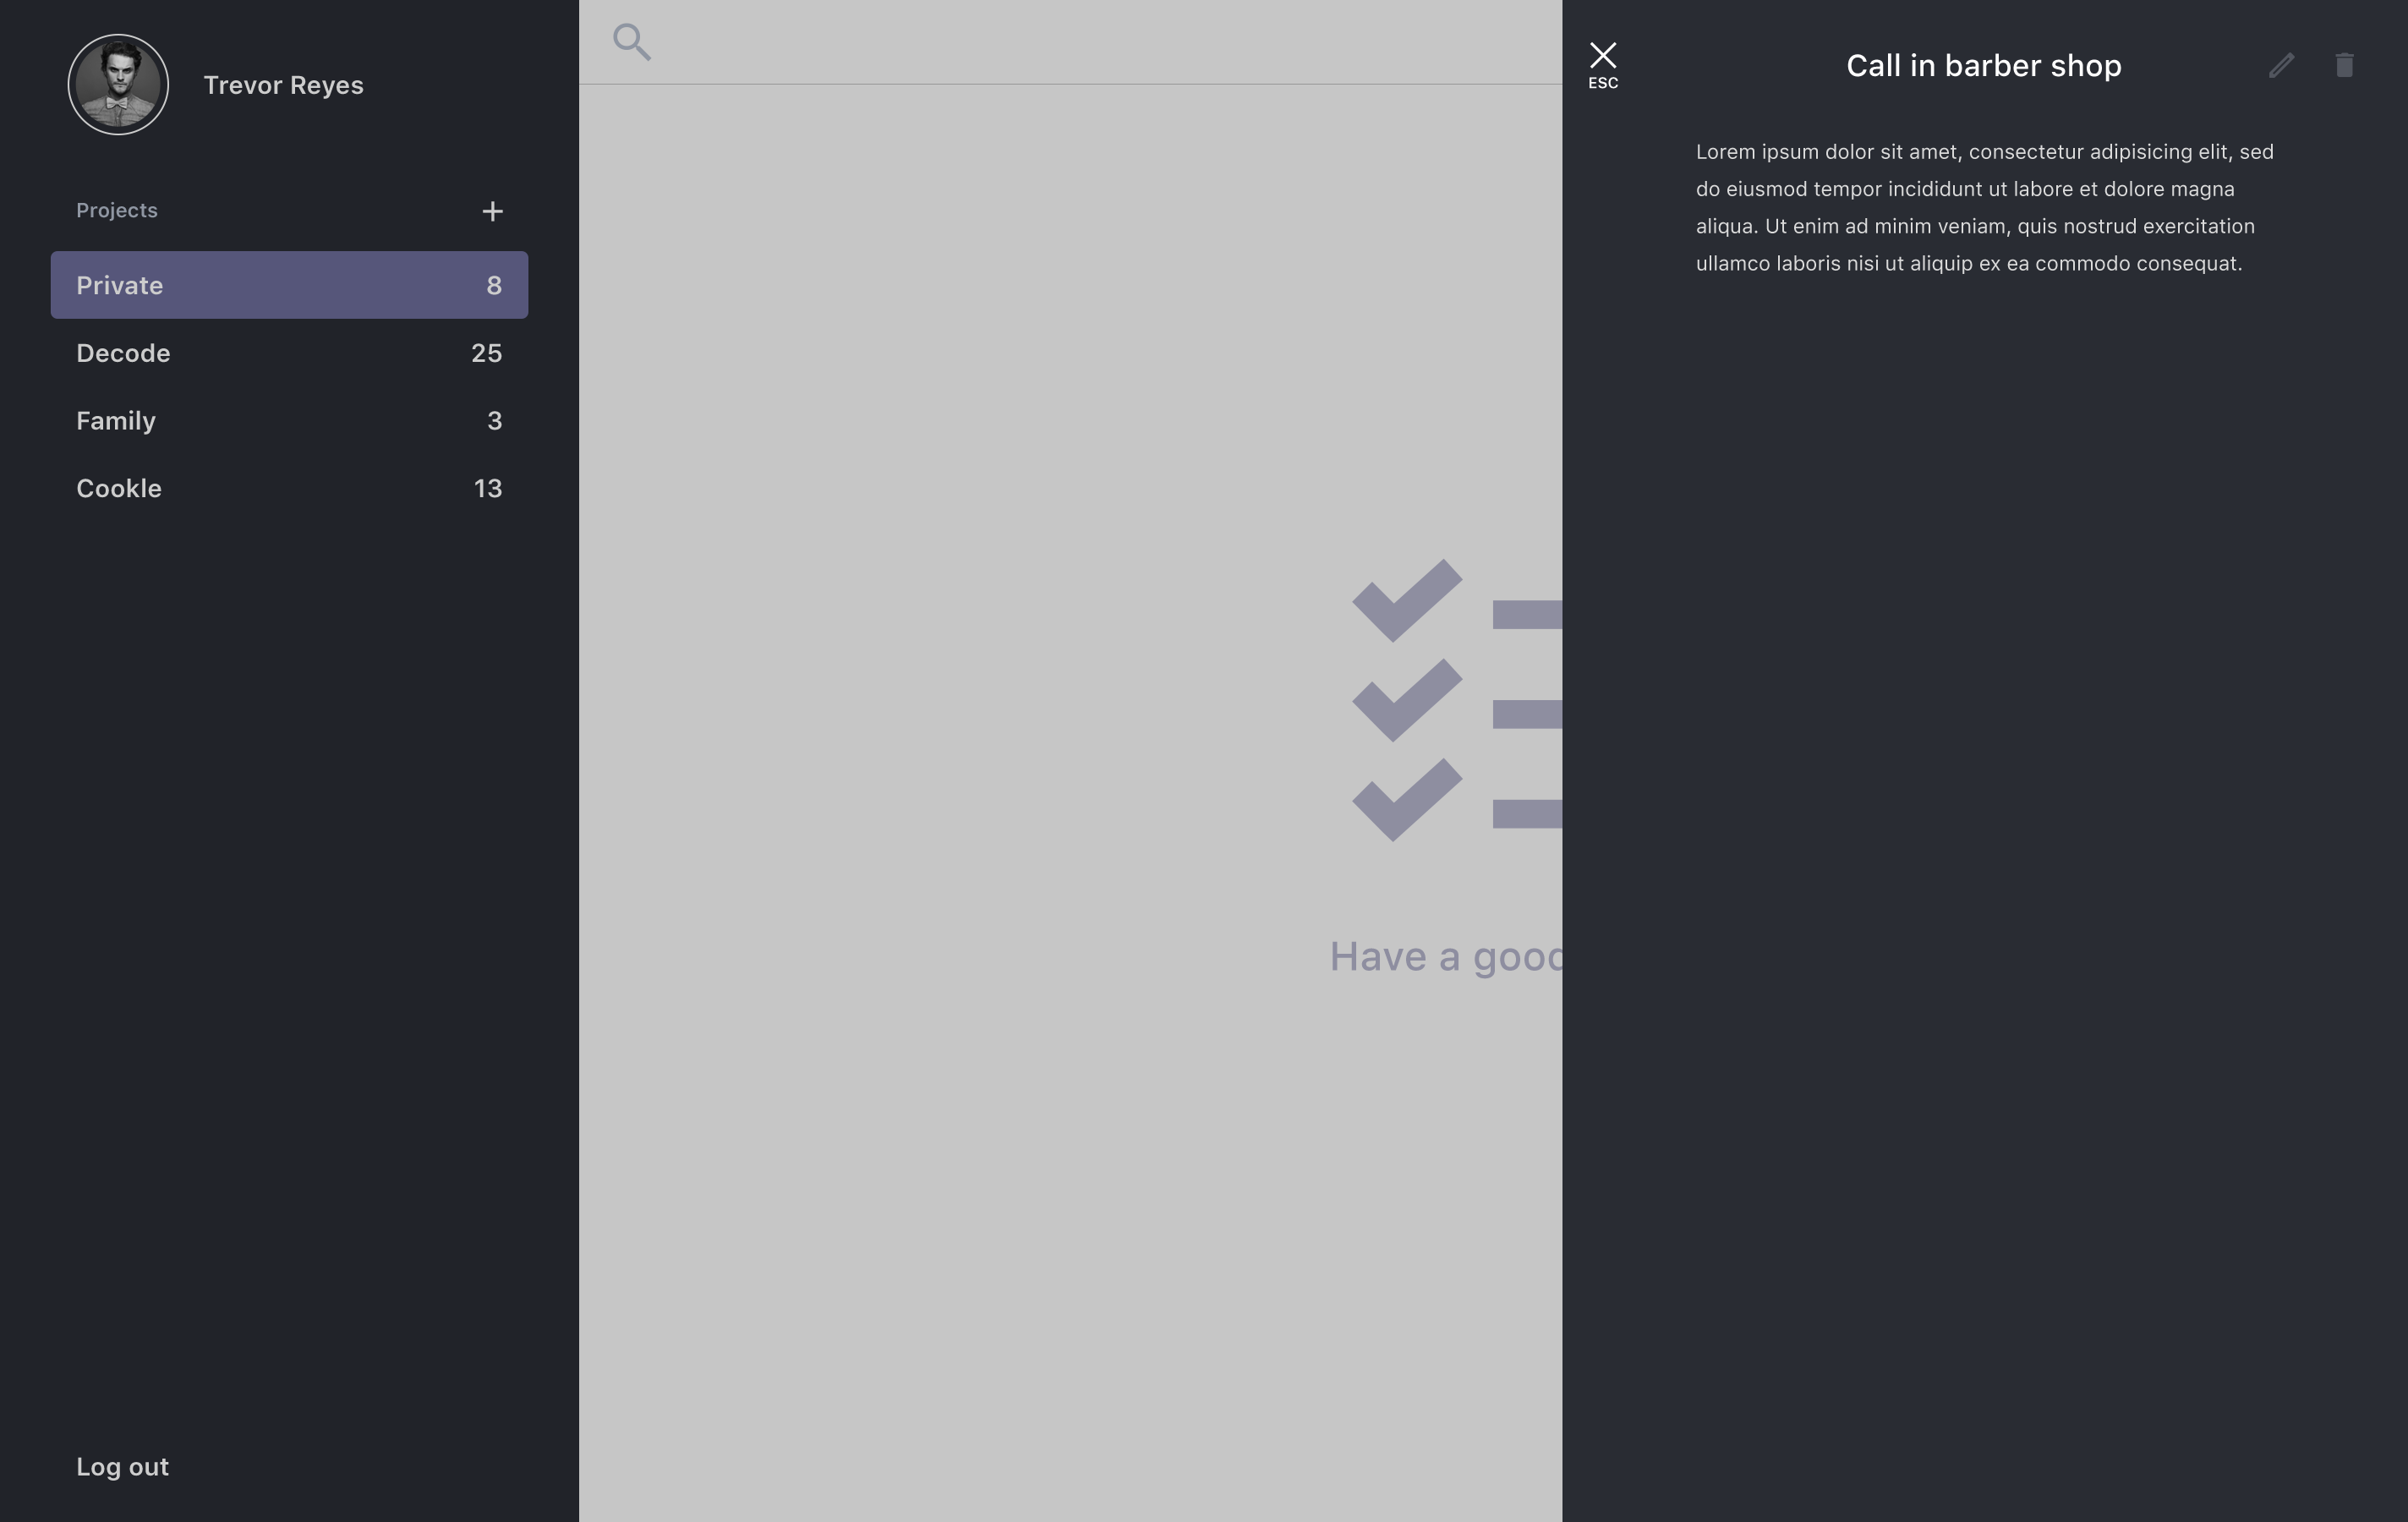 Trevor Reyes
Projects
Private 8
Decode 25
Family 3
Cookle 13
Log out
Have a good
ESC
Call in barber shop
Lorem ipsum dolor sit amet, consectetur adipisicing elit, sed
do eiusmod tempor incididunt ut labore et dolore magna
aliqua. Ut enim ad minim veniam, quis nostrud exercitation
ullamco laboris nisi ut aliquip ex ea commodo consequat.